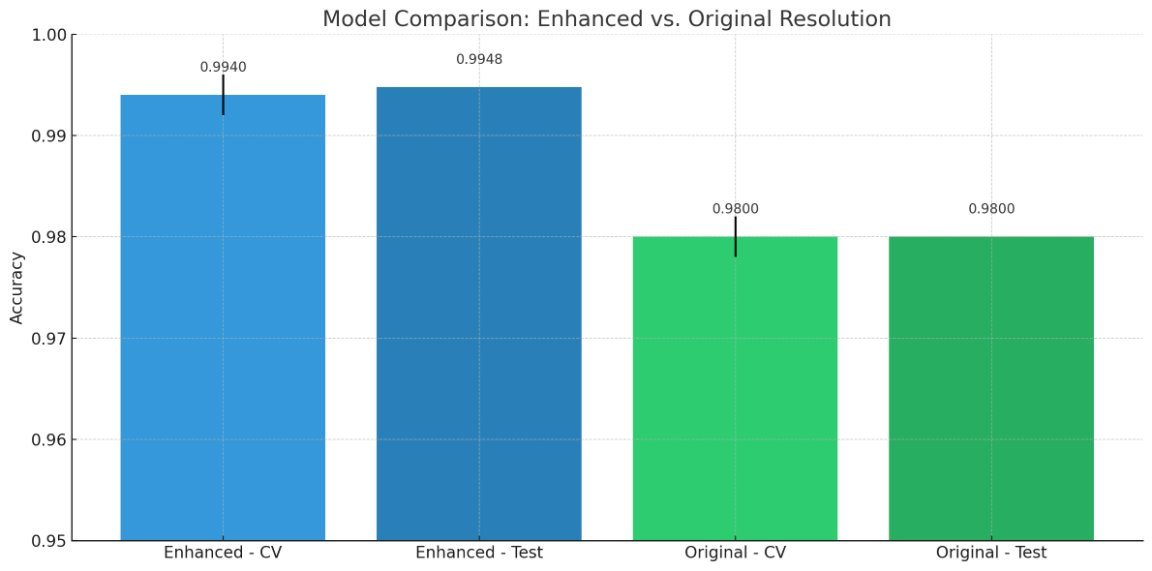 Model Comparison: Enhanced vs. Original Resolution
1.00
0.99
0.98
0.97
0.96
0.95
Accuracy
0.9940
0.9948
0.9800
0.9800
Enhanced - CV
Enhanced - Test
Original - CV
Original - Test